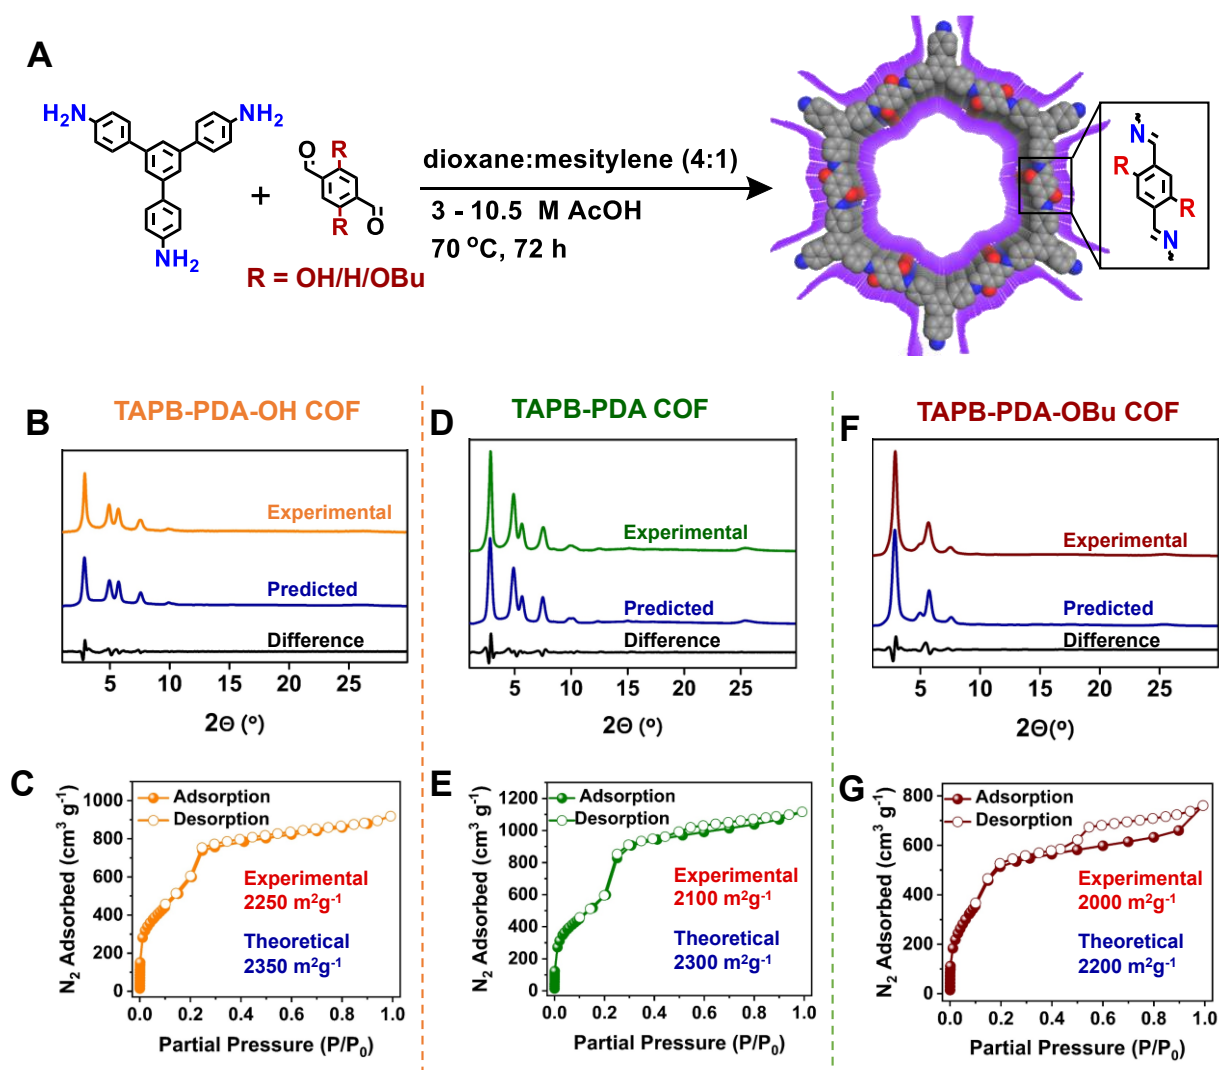 A
H₂N
NH₂
NH₂
+
O
R
R
O
R = OH/H/OBu
dioxane:mesitylene (4:1)
3 - 10.5 M AcOH
70 °C, 72 h
N
R
R
N
B
TAPB-PDA-OH COF
Experimental
Predicted
Difference
5 10 15 20 25
2Θ (°)
D
TAPB-PDA COF
Experimental
Predicted
Difference
5 10 15 20 25
2Θ (°)
F
TAPB-PDA-OBu COF
Experimental
Predicted
Difference
5 10 15 20 25
2Θ(°)
C
N₂ Adsorbed (cm³ g⁻¹)
1000
800
600
400
200
0
Adsorption
Desorption
Experimental
2250 m²g⁻¹
Theoretical
2350 m²g⁻¹
0.0 0.2 0.4 0.6 0.8 1.0
Partial Pressure (P/P₀)
E
N₂ Adsorbed (cm³ g⁻¹)
1200
1000
800
600
400
200
0
Adsorption
Desorption
Experimental
2100 m²g⁻¹
Theoretical
2300 m²g⁻¹
0.0 0.2 0.4 0.6 0.8 1.0
Partial Pressure (P/P₀)
G
N₂ Adsorbed (cm³ g⁻¹)
800
600
400
200
0
Adsorption
Desorption
Experimental
2000 m²g⁻¹
Theoretical
2200 m²g⁻¹
0.0 0.2 0.4 0.6 0.8 1.0
Partial Pressure (P/P₀)